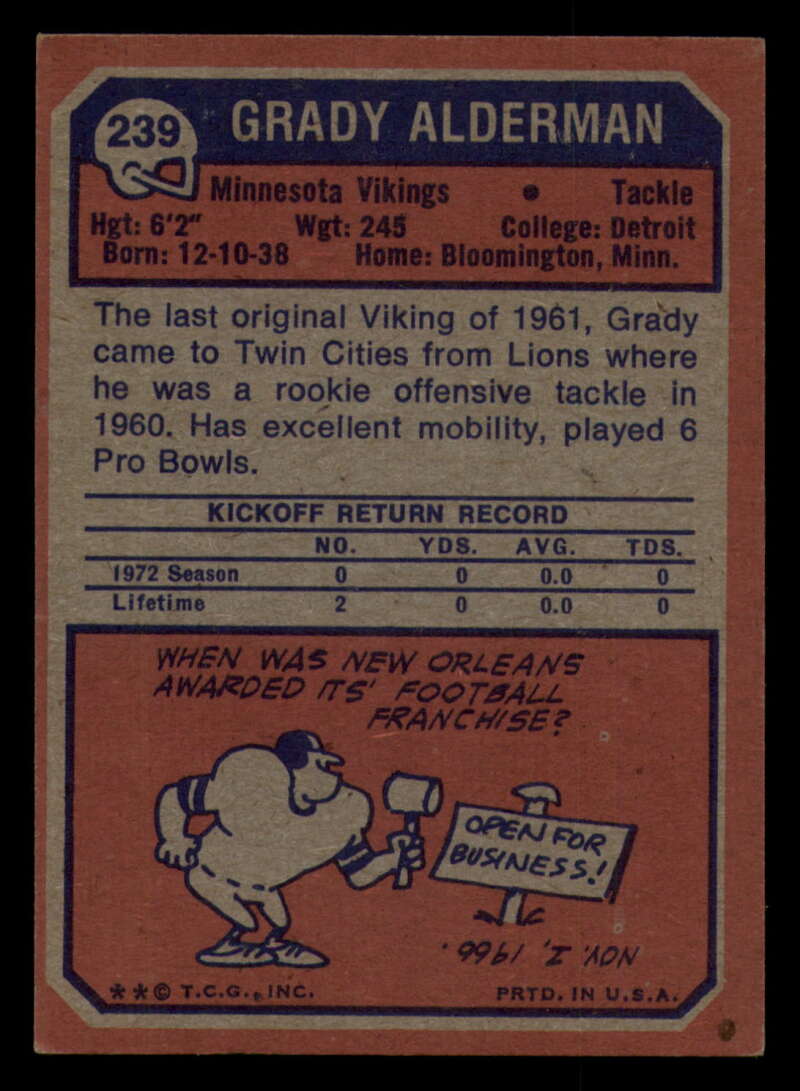 239
GRADY ALDERMAN
Minnesota Vikings • Tackle
Hgt: 6'2" Wgt: 245 College: Detroit
Born: 12-10-38 Home: Bloomington, Minn.
The last original Viking of 1961, Grady
came to Twin Cities from Lions where
he was a rookie offensive tackle in
1960. Has excellent mobility, played 6
Pro Bowls.
KICKOFF RETURN RECORD
NO. YDS. AVG. TDS.
1972 Season 0 0 0.0 0
Lifetime 2 0 0.0 0
WHEN WAS NEW ORLEANS
AWARDED ITS' FOOTBALL
FRANCHISE?
OPEN FOR
BUSINESS!
NOV. 1, 1966.
**© T.C.G., INC. PRTD. IN U.S.A.